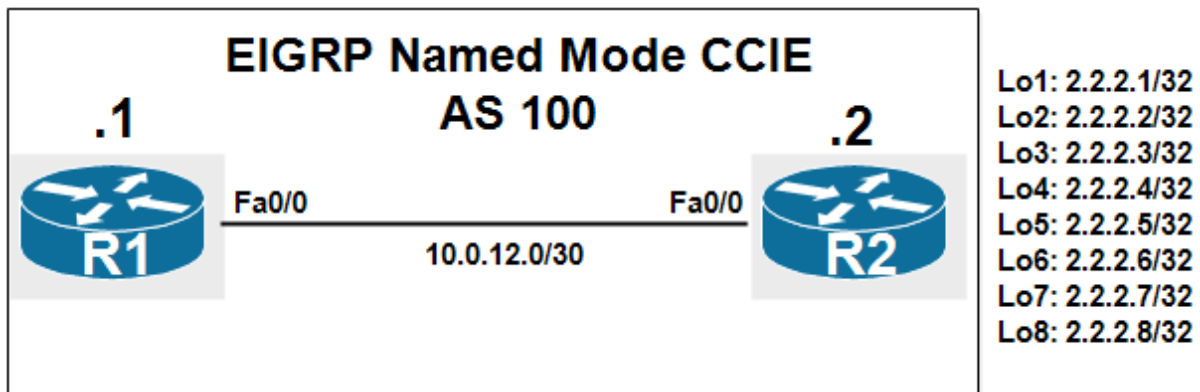 EIGRP Named Mode CCIE
AS 100
.1
.2
Fa0/0
Fa0/0
R1
R2
10.0.12.0/30
Lo1: 2.2.2.1/32
Lo2: 2.2.2.2/32
Lo3: 2.2.2.3/32
Lo4: 2.2.2.4/32
Lo5: 2.2.2.5/32
Lo6: 2.2.2.6/32
Lo7: 2.2.2.7/32
Lo8: 2.2.2.8/32